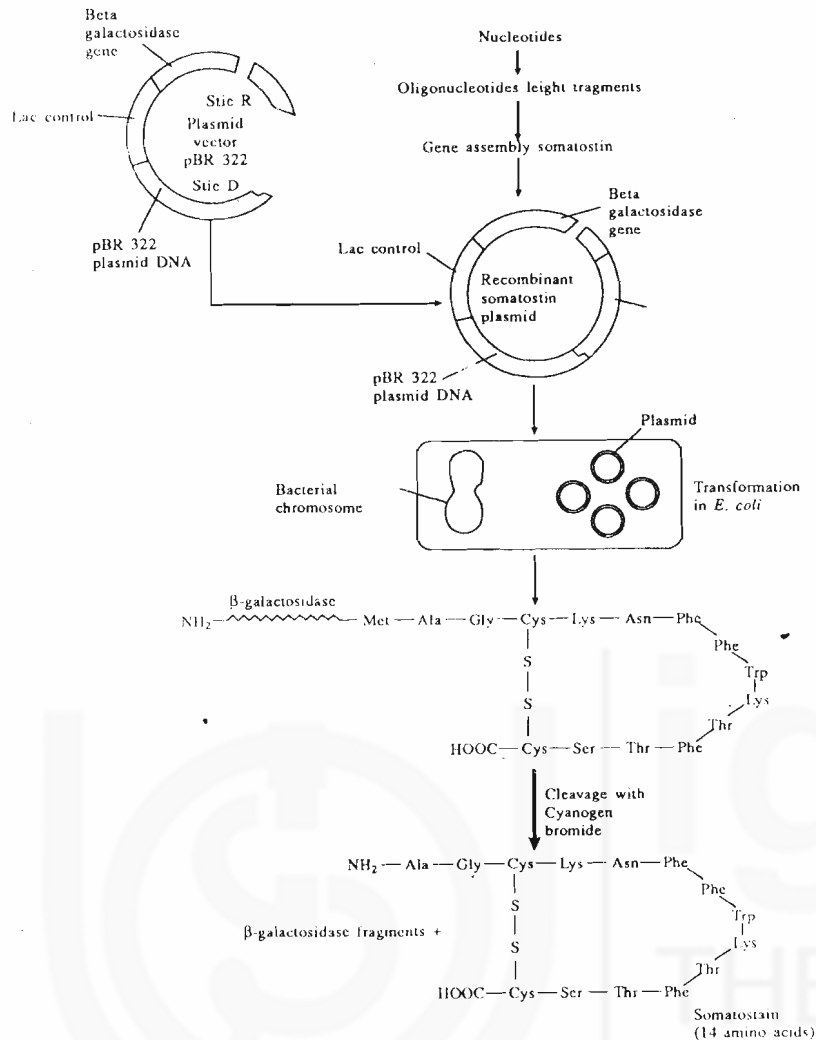 Beta
galactosidase
gene
Lac control
Stie R
Plasmid
vector
pBR 322
Stie D
pBR 322
plasmid DNA
Nucleotides
Oligonucleotides leight tragments
Gene assembly somatostin
Beta
galactosidase
gene
Lac control
Recombinant
somatostin
plasmid
pBR 322
plasmid DNA
Plasmid
Bacterial
chromosome
Transformation
in E. coli
β-galactosidase
NH2 Met — Ala — Gly — Cys — Lys — Asn — Phe
Phe
S
Trp
Lys
S
Thr
HOOC — Cys — Ser — Thr — Phe
Cleavage with
Cyanogen
bromide
NH2 — Ala — Gly — Cys — Lys — Asn — Phe
Phe
S
Trp
β-galactosidase fragments +
S
Lys
Thr
HOOC — Cys — Ser — Thr — Phe
Somatostain
(14 amino acids)
ig
THE